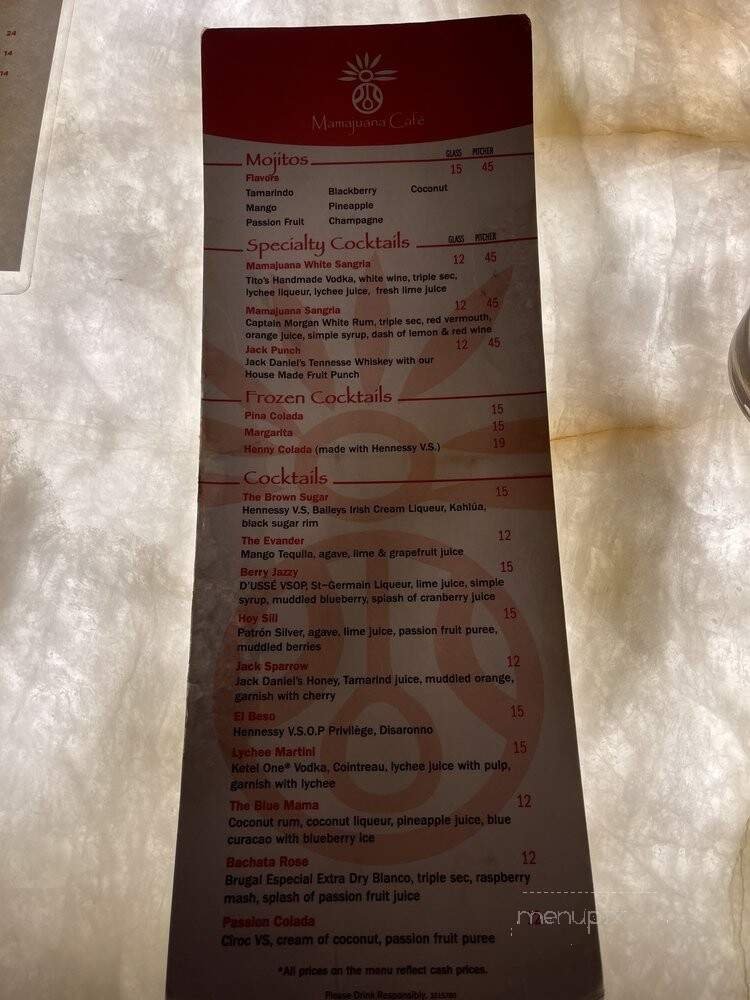 24
14
14
Mamajuana Café
Mojitos GLASS PITCHER
Flavors 15 45
Tamarindo Blackberry Coconut
Mango Pineapple
Passion Fruit Champagne
Specialty Cocktails GLASS PITCHER
Mamajuana White Sangria 12 45
Tito's Handmade Vodka, white wine, triple sec,
lychee liqueur, lychee juice, fresh lime juice
Mamajuana Sangria 12 45
Captain Morgan White Rum, triple sec, red vermouth,
orange juice, simple syrup, dash of lemon & red wine
Jack Punch 12 45
Jack Daniel's Tennesse Whiskey with our
House Made Fruit Punch
Frozen Cocktails
Pina Colada 15
Margarita 15
Henny Colada (made with Hennessy V.S.) 19
Cocktails
The Brown Sugar 15
Hennessy V.S, Baileys Irish Cream Liqueur, Kahlúa,
black sugar rim
The Evander 12
Mango Tequila, agave, lime & grapefruit juice
Berry Jazzy 15
D'USSÉ VSOP, St-Germain Liqueur, lime juice, simple
syrup, muddled blueberry, splash of cranberry juice
Hoy Sill 15
Patrón Silver, agave, lime juice, passion fruit puree,
muddled berries
Jack Sparrow 12
Jack Daniel's Honey, Tamarind juice, muddled orange,
garnish with cherry
El Beso 15
Hennessy V.S.O.P Privilège, Disaronno
Lychee Martini 15
Ketel One® Vodka, Cointreau, lychee juice with pulp,
garnish with lychee
The Blue Mama 12
Coconut rum, coconut liqueur, pineapple juice, blue
curacao with blueberry ice
Bachata Rose 12
Brugal Especial Extra Dry Blanco, triple sec, raspberry
mash, splash of passion fruit juice
Passion Colada
Ciroc VS, cream of coconut, passion fruit puree
*All prices on the menu reflect cash prices.
Please Drink Responsibly.